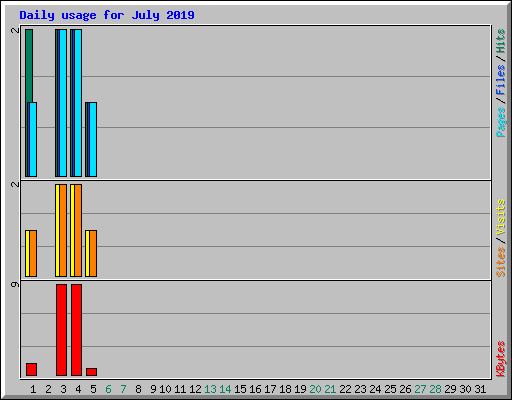 Daily usage for July 2019
2
Pages / Files / Hits
2
Sites / Visits
9
KBytes
1 2 3 4 5 6 7 8 9 10 11 12 13 14 15 16 17 18 19 20 21 22 23 24 25 26 27 28 29 30 31